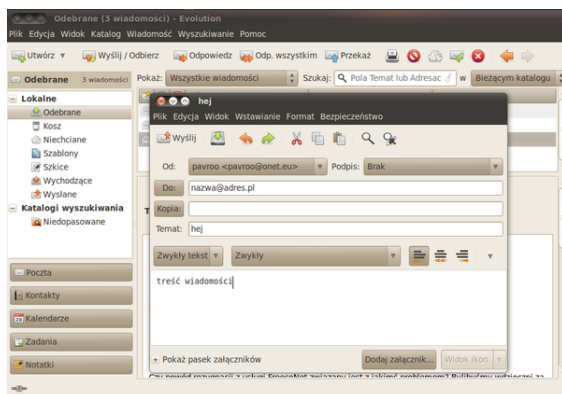 Odebrane (3 wiadomości) - Evolution
Plik Edycja Widok Katalog Wiadomość Wyszukiwanie Pomoc
Utwórz Wyślij / Odbierz Odpowiedz Odp. wszystkim Przekaż
Odebrane 3 wiadomości Pokaż: Wszystkie wiadomości Szukaj: Pola Temat lub Adresac w Bieżącym katalogu
Lokalne
Odebrane
Kosz
Niechciane
Szablony
Szkice
Wychodzące
Wysłane
Katalogi wyszukiwania
Niedopasowane
Poczta
Kontakty
Kalendarze
Zadania
Notatki
hej
Plik Edycja Widok Wstawianie Format Bezpieczeństwo
Wyślij
Od: pavroo <pavroo@onet.eu> Podpis: Brak
Do: nazwa@adres.pl
Kopia:
Temat: hej
Zwykły tekst Zwykły
treść wiadomości
+ Pokaż pasek załączników Dodaj załącznik... Widok ikon